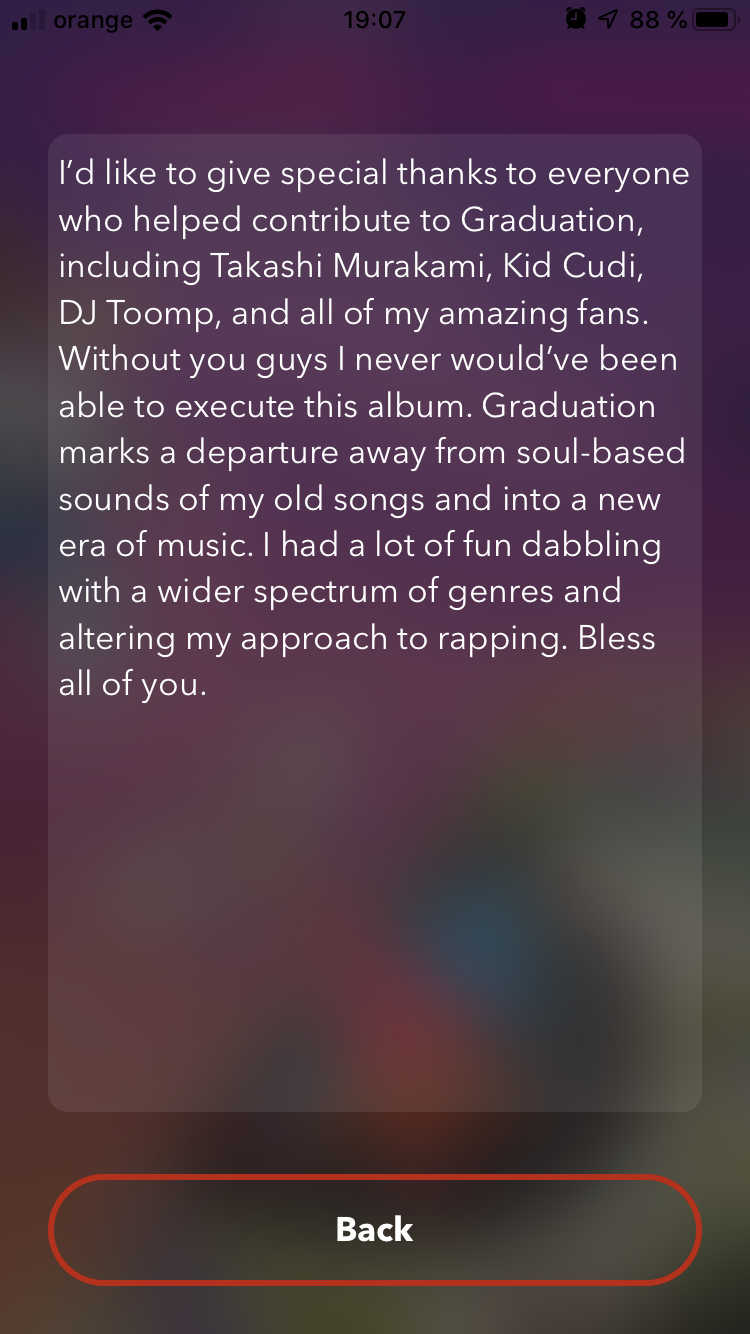 orange 19:07 88 %
I’d like to give special thanks to everyone
who helped contribute to Graduation,
including Takashi Murakami, Kid Cudi,
DJ Toomp, and all of my amazing fans.
Without you guys I never would’ve been
able to execute this album. Graduation
marks a departure away from soul-based
sounds of my old songs and into a new
era of music. I had a lot of fun dabbling
with a wider spectrum of genres and
altering my approach to rapping. Bless
all of you.
Back